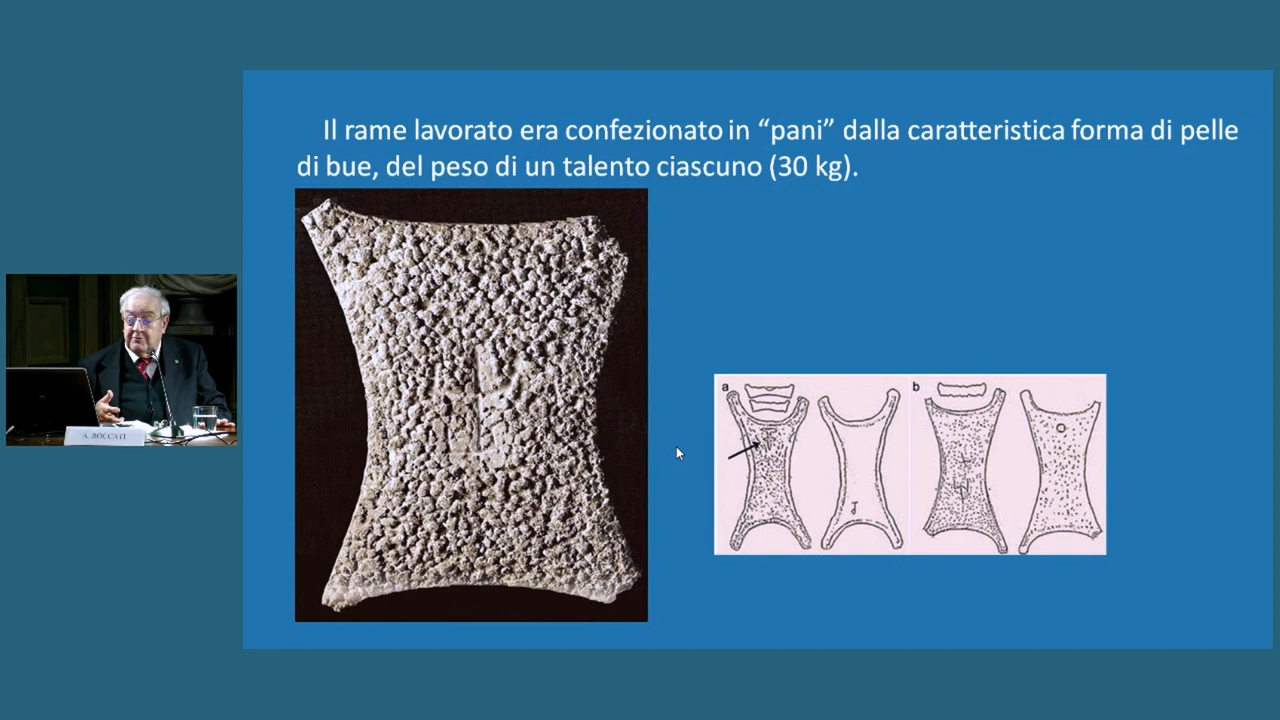 Il rame lavorato era confezionato in “pani” dalla caratteristica forma di pelle
di bue, del peso di un talento ciascuno (30 kg).
a
b
A. ROCCATI